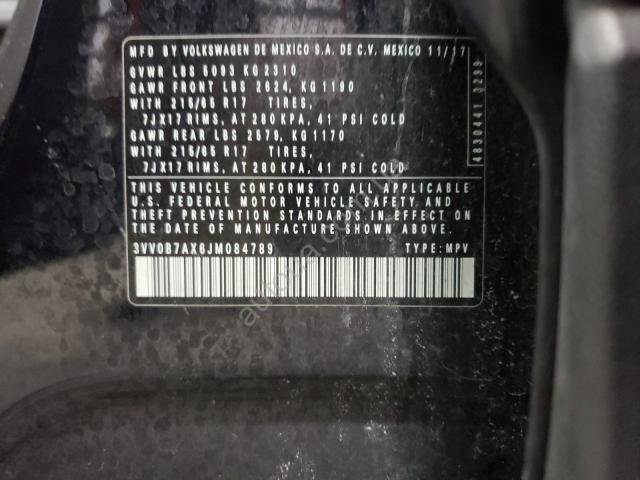 MFD BY VOLKSWAGEN DE MEXICO S.A. DE C.V. MEXICO 11/17
GVWR LBS 5093 KG 2310
GAWR FRONT LBS 2624, KG 1190
WITH 215/65 R17 TIRES,
7JX17 RIMS, AT 280 KPA, 41 PSI COLD
GAWR REAR LBS 2579, KG 1170
WITH 215/65 R17 TIRES,
7JX17 RIMS, AT 280 KPA, 41 PSI COLD
THIS VEHICLE CONFORMS TO ALL APPLICABLE
U.S. FEDERAL MOTOR VEHICLE SAFETY AND
THEFT PREVENTION STANDARDS IN EFFECT ON
THE DATE OF MANUFACTURE SHOWN ABOVE.
3VV0B7AX6JM084789 TYPE: MPV
4830441 3299